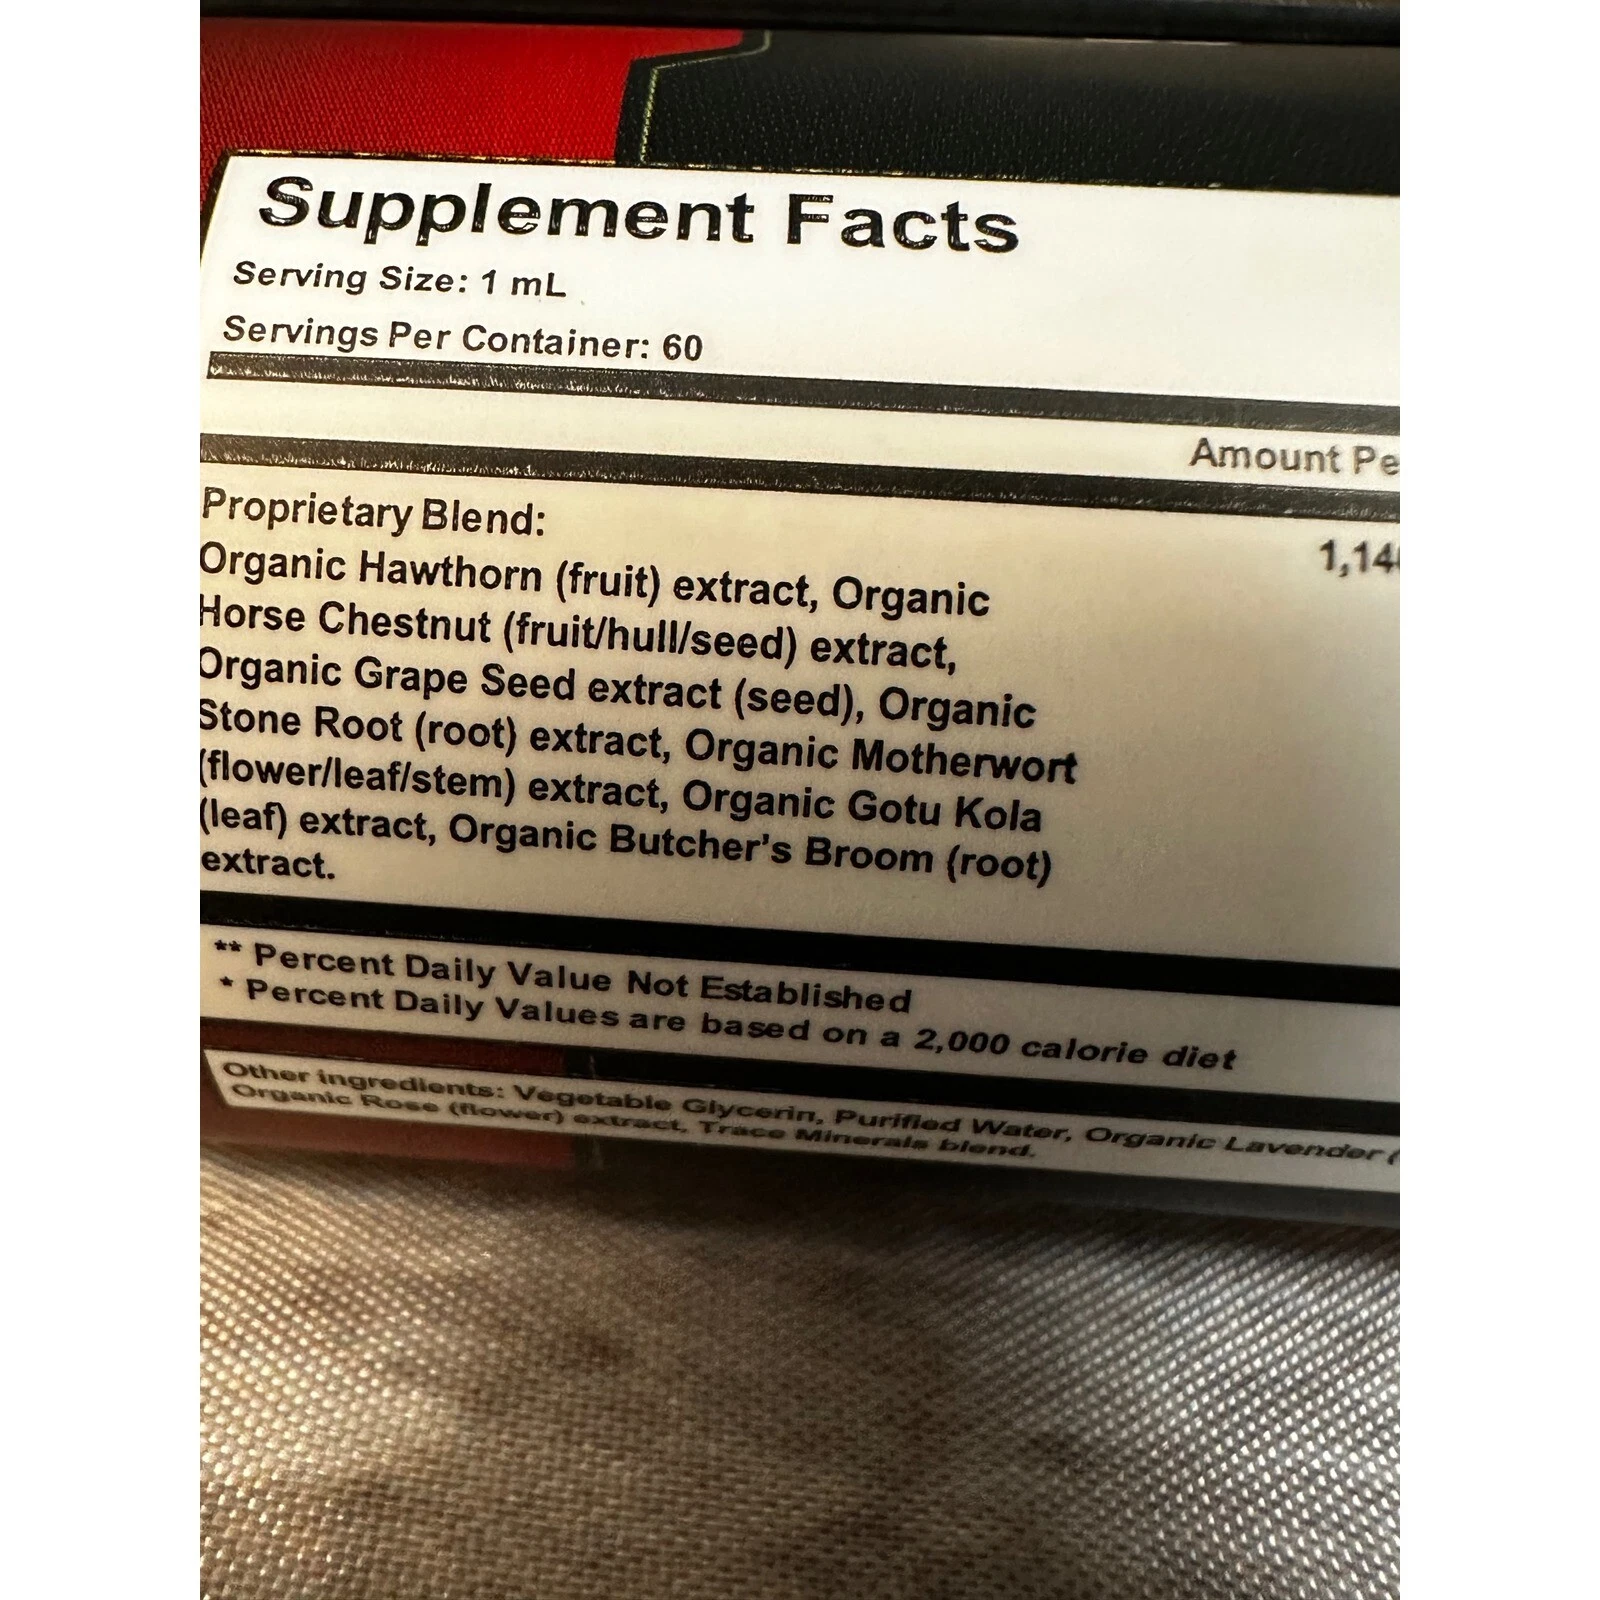 Supplement Facts
Serving Size: 1 mL
Servings Per Container: 60
Amount
Proprietary Blend:
Organic Hawthorn (fruit) extract, Organic
Horse Chestnut (fruit/hull/seed) extract,
Organic Grape Seed extract (seed), Organic
Stone Root (root) extract, Organic Motherwort
(flower/leaf/stem) extract, Organic Gotu Kola
(leaf) extract, Organic Butcher's Broom (root)
extract.
** Percent Daily Value Not Established
* Percent Daily Values are based on a 2,000 calorie diet
Other ingredients: Vegetable Glycerin, Purified Water, Organic Lavender (
Organic Rose (flower) extract, Trace Minerals blend.